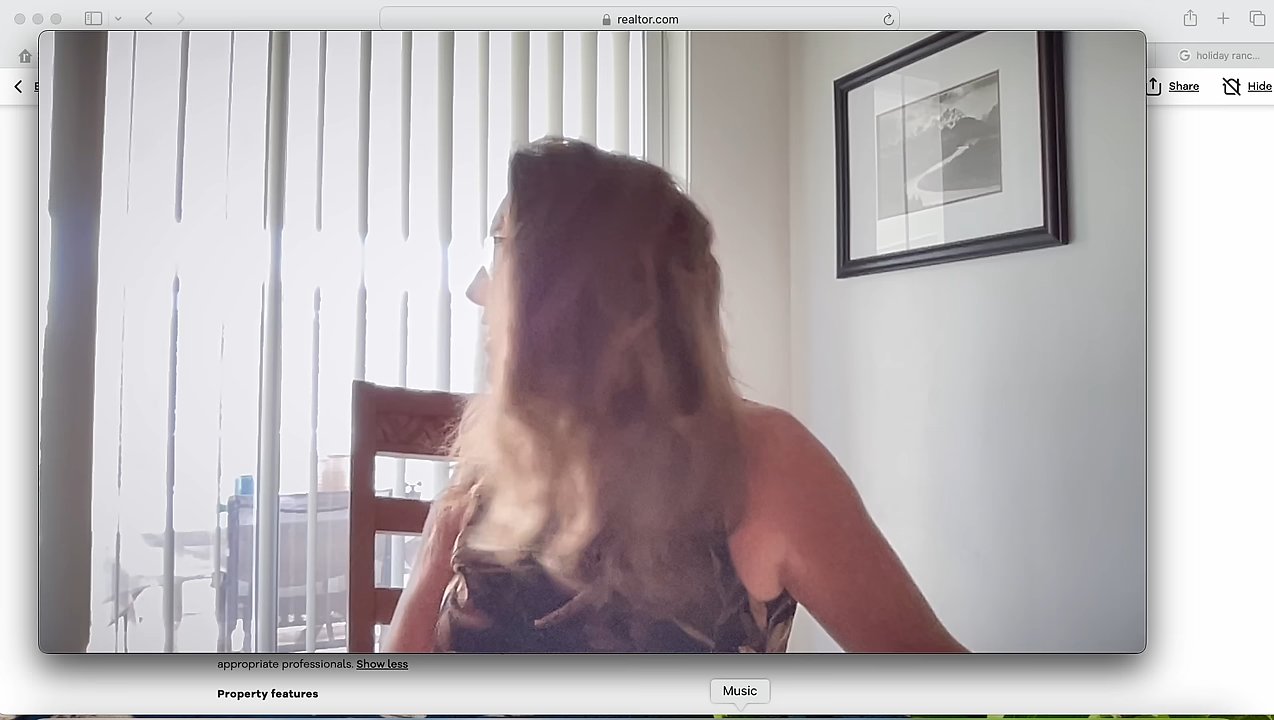 realtor.com
holiday ranc...
Share
Hide
appropriate professionals. Show less
Property features
Music